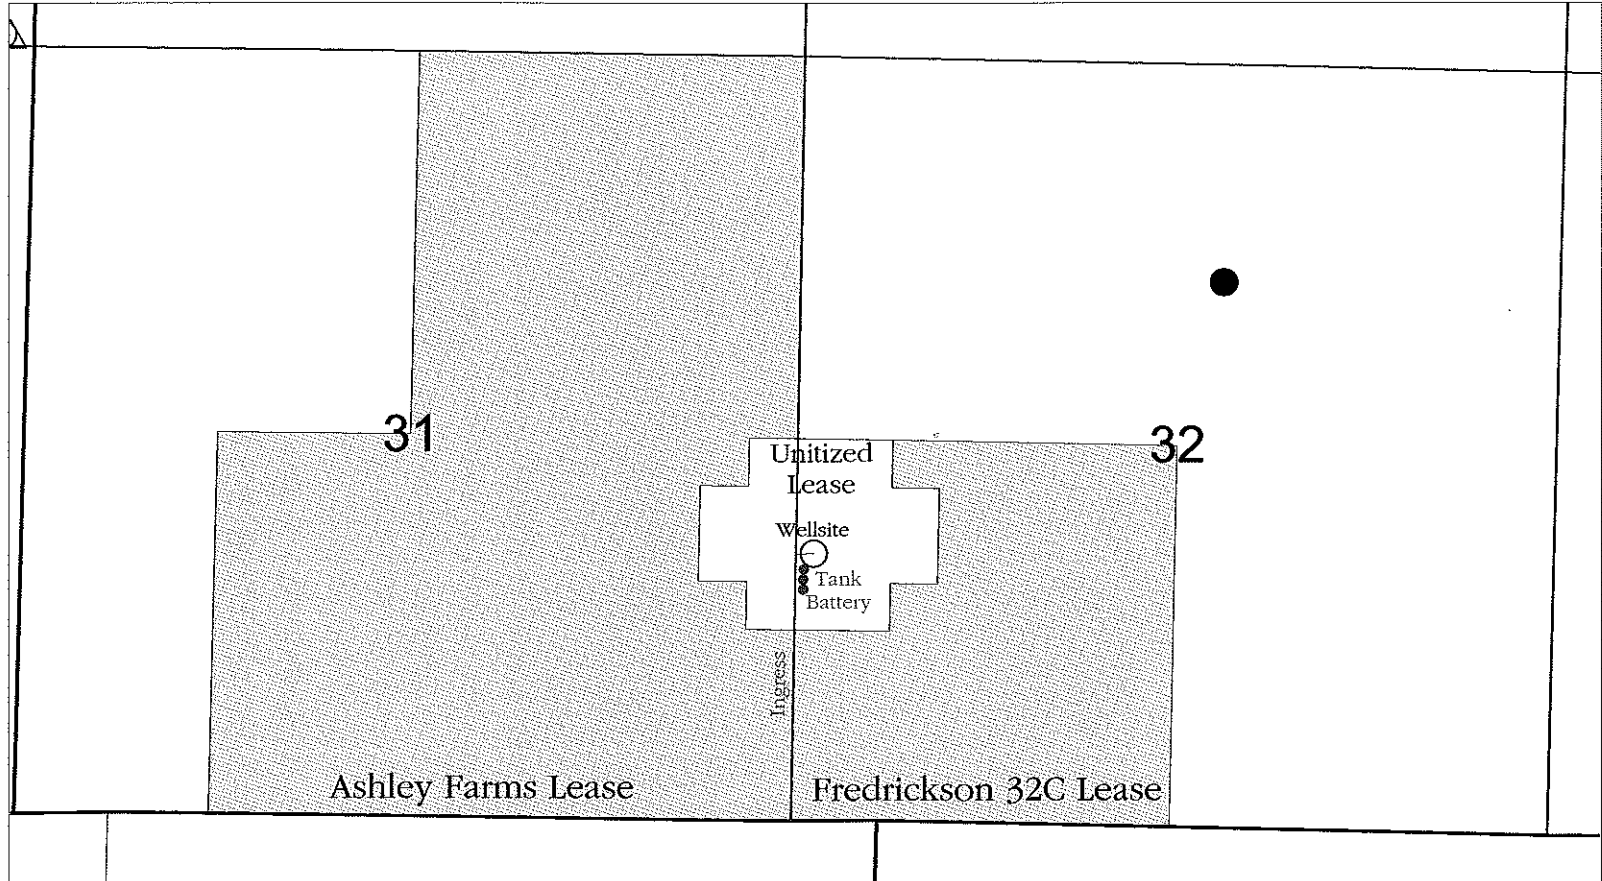 31
32
Unitized
Lease
Wellsite
Tank
Battery
Ingress
Ashley Farms Lease
Fredrickson 32C Lease